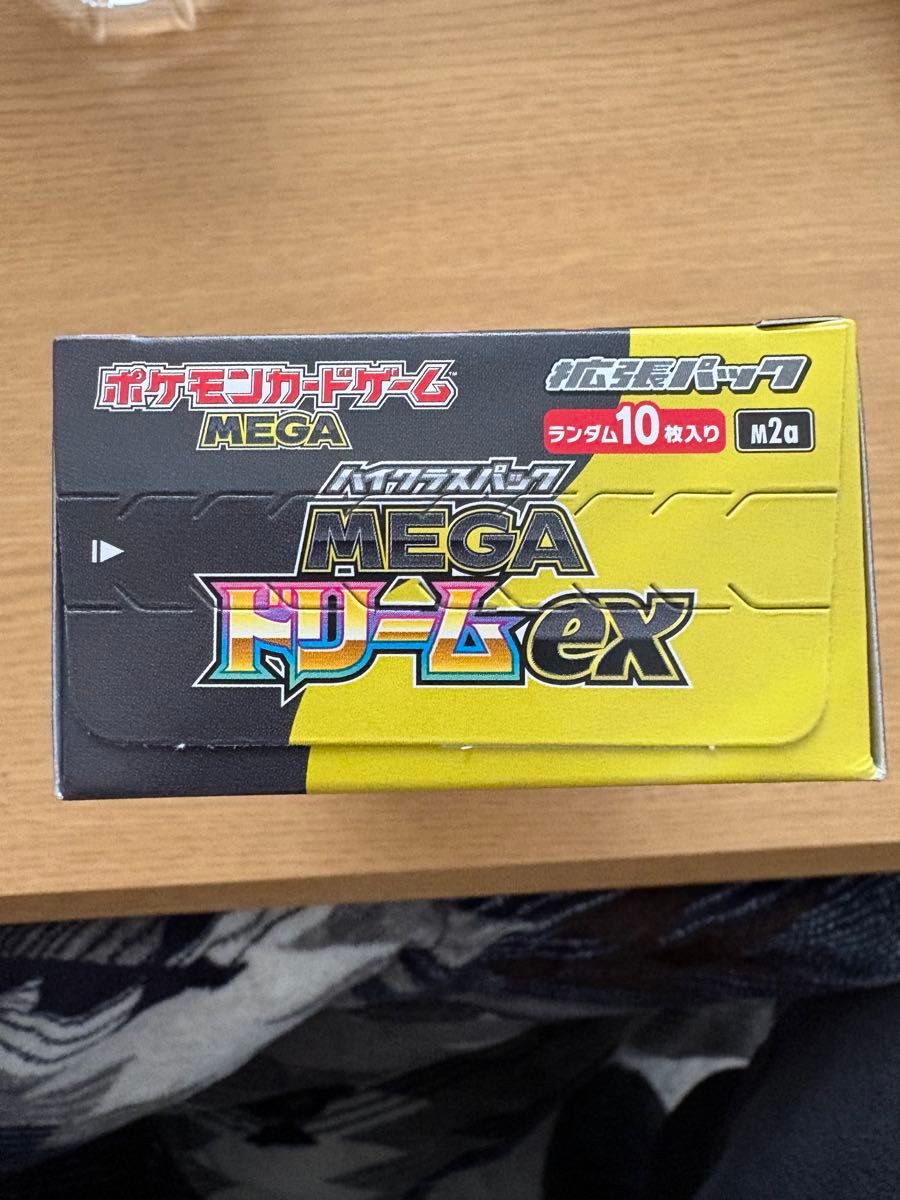 ポケモンカードゲーム™
MEGA
拡張パック
ランダム10枚入り
M2a
ハイクラスパック
MEGA
ドリームex